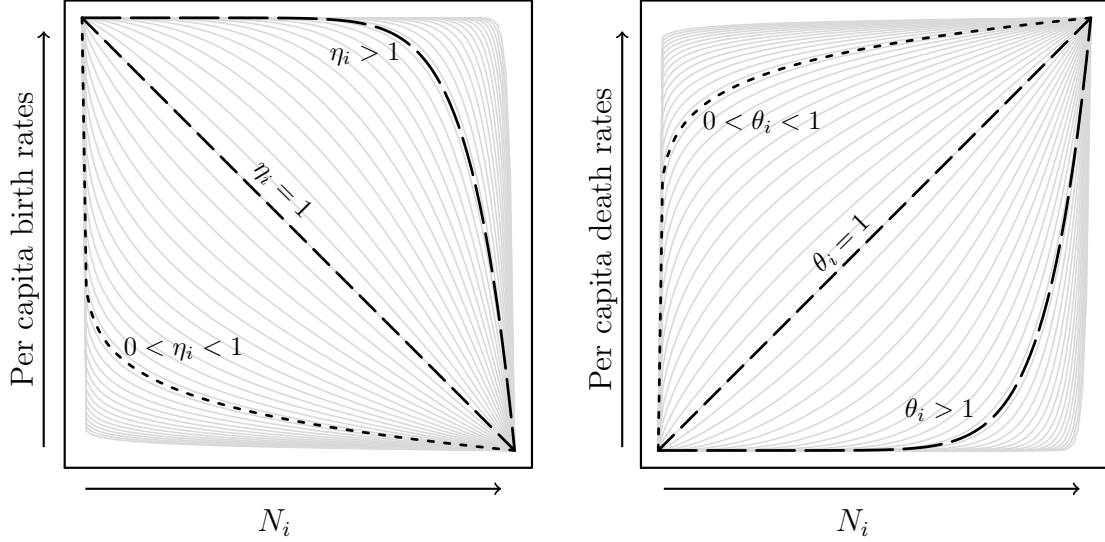 Per capita birth rates
η_i > 1
η_i = 1
0 < η_i < 1
N_i
Per capita death rates
0 < θ_i < 1
θ_i = 1
θ_i > 1
N_i